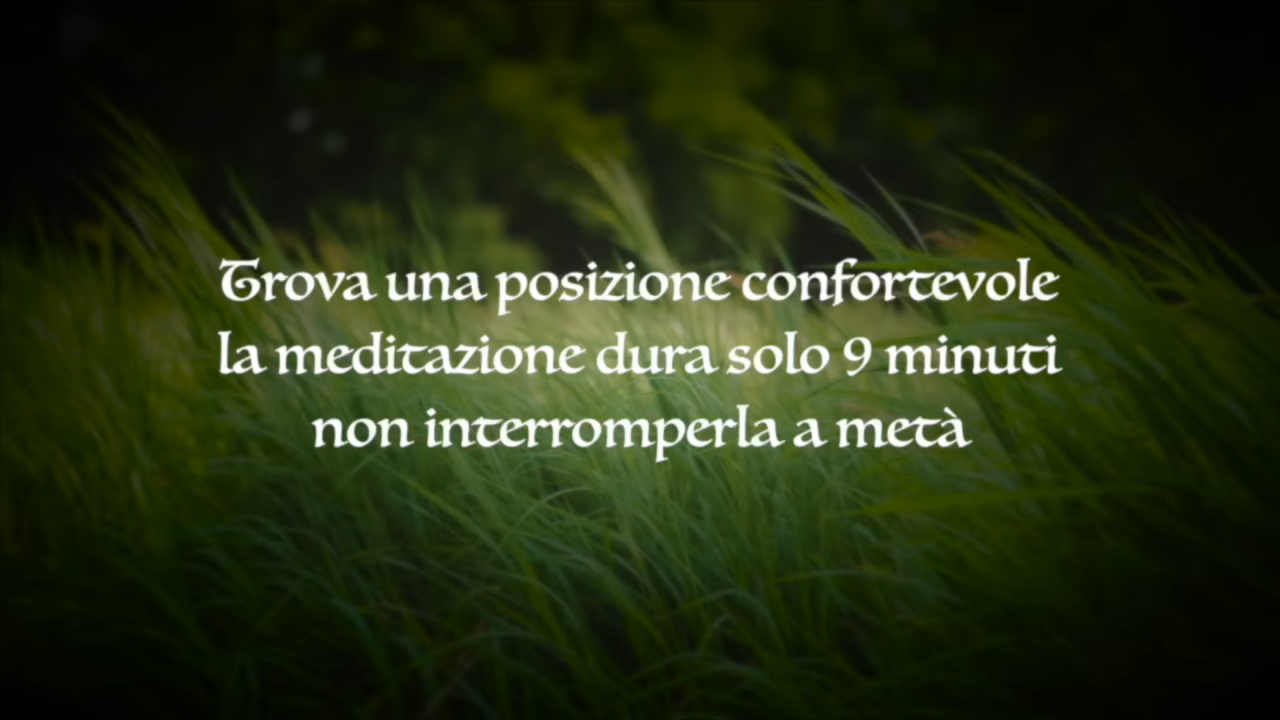 Trova una posizione confortevole
la meditazione dura solo 9 minuti
non interromperla a metà